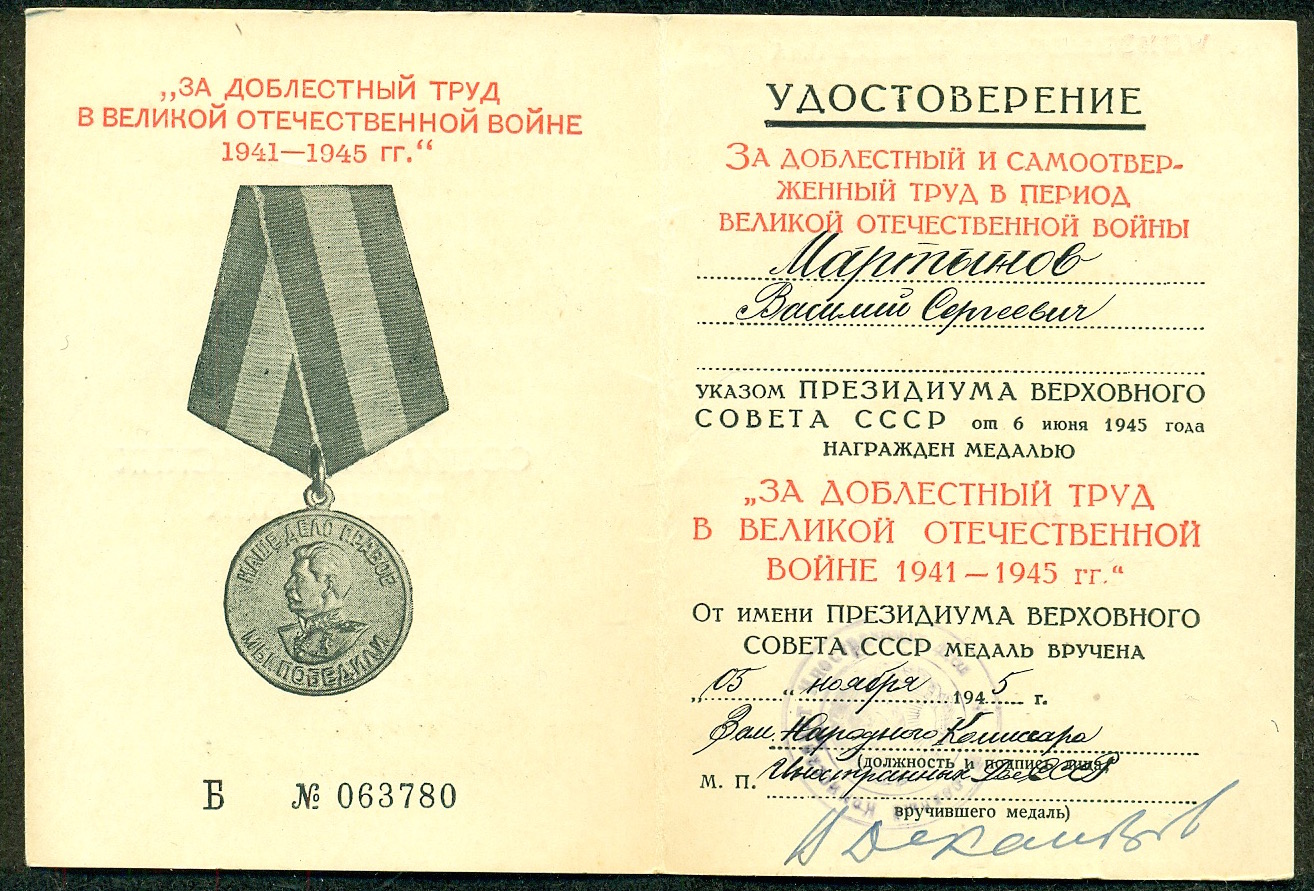 „ЗА ДОБЛЕСТНЫЙ ТРУД
В ВЕЛИКОЙ ОТЕЧЕСТВЕННОЙ ВОЙНЕ
1941—1945 гг.“
НАШЕ ДЕЛО ПРАВОЕ
МЫ ПОБЕДИЛИ
Б № 063780
УДОСТОВЕРЕНИЕ
ЗА ДОБЛЕСТНЫЙ И САМООТВЕР-
ЖЕННЫЙ ТРУД В ПЕРИОД
ВЕЛИКОЙ ОТЕЧЕСТВЕННОЙ ВОЙНЫ
Мартынов
Василий Сергеевич
УКАЗОМ ПРЕЗИДИУМА ВЕРХОВНОГО
СОВЕТА СССР от 6 июня 1945 года
НАГРАЖДЕН МЕДАЛЬЮ
„ЗА ДОБЛЕСТНЫЙ ТРУД
В ВЕЛИКОЙ ОТЕЧЕСТВЕННОЙ
ВОЙНЕ 1941—1945 гг.“
От имени ПРЕЗИДИУМА ВЕРХОВНОГО
СОВЕТА СССР МЕДАЛЬ ВРУЧЕНА
„05“ ноября 1945 г.
Зам. Народного Комиссара
(должность и подпись лица,
М. П. Иностранных Дел СССР
вручившего медаль)
В Деканозов